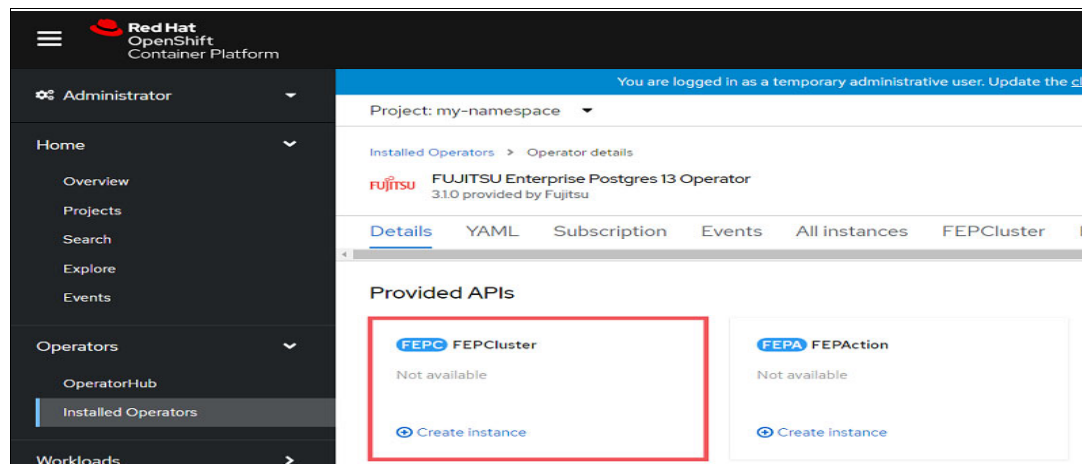 Red Hat
OpenShift
Container Platform
You are logged in as a temporary administrative user. Update the
Administrator
Project: my-namespace
Home
Installed Operators > Operator details
Overview
FUJITSU
FUJITSU Enterprise Postgres 13 Operator
3.1.0 provided by Fujitsu
Projects
Search
Details YAML Subscription Events All instances FEPCluster
Explore
Events
Provided APIs
Operators
FEPC FEPCluster
FEPA FEPAction
Not available
Not available
OperatorHub
Installed Operators
Create instance
Create instance
Workloads